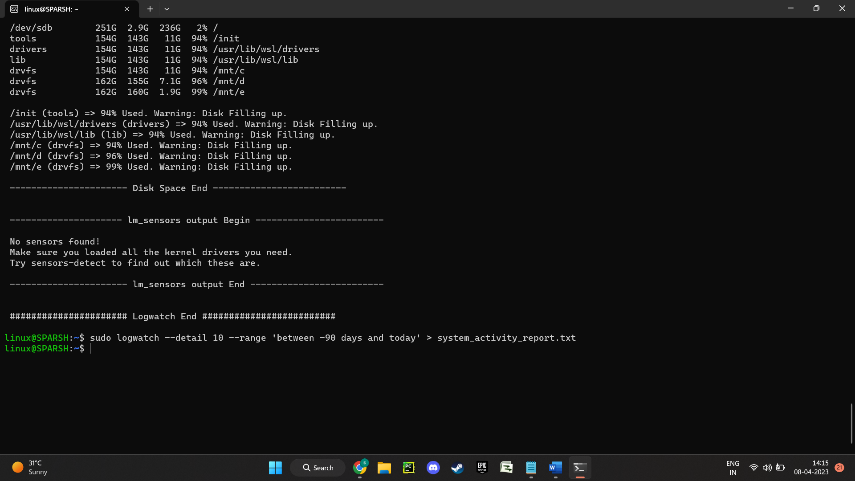 linux@SPARSH: ~
/dev/sdb 251G 2.9G 236G 2% /
tools 154G 143G 11G 94% /init
drivers 154G 143G 11G 94% /usr/lib/wsl/drivers
lib 154G 143G 11G 94% /usr/lib/wsl/lib
drvfs 154G 143G 11G 94% /mnt/c
drvfs 162G 155G 7.1G 96% /mnt/d
drvfs 162G 160G 1.9G 99% /mnt/e
/init (tools) => 94% Used. Warning: Disk Filling up.
/usr/lib/wsl/drivers (drivers) => 94% Used. Warning: Disk Filling up.
/usr/lib/wsl/lib (lib) => 94% Used. Warning: Disk Filling up.
/mnt/c (drvfs) => 94% Used. Warning: Disk Filling up.
/mnt/d (drvfs) => 96% Used. Warning: Disk Filling up.
/mnt/e (drvfs) => 99% Used. Warning: Disk Filling up.
---------------------- Disk Space End -------------------------
--------------------- lm_sensors output Begin ------------------------
No sensors found!
Make sure you loaded all the kernel drivers you need.
Try sensors-detect to find out which these are.
---------------------- lm_sensors output End -------------------------
###################### Logwatch End #########################
linux@SPARSH:~$ sudo logwatch --detail 10 --range 'between -90 days and today' > system_activity_report.txt
linux@SPARSH:~$
31°C
Sunny
Search
ENG
IN
14:15
08-04-2023